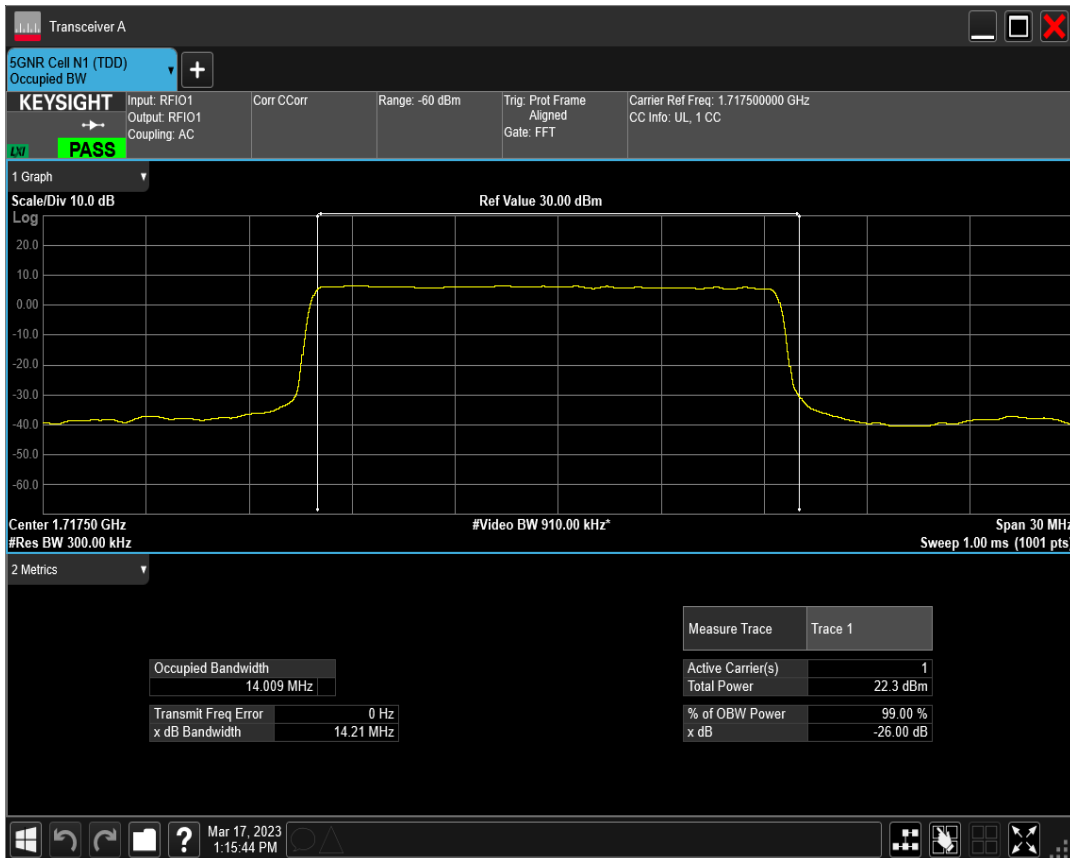 Transceiver A
5GNR Cell N1 (TDD)
Occupied BW
+
KEYSIGHT
LXI
PASS
Input: RFIO1
Output: RFIO1
Coupling: AC
Corr CCorr
Range: -60 dBm
Trig: Prot Frame
Aligned
Gate: FFT
Carrier Ref Freq: 1.717500000 GHz
CC Info: UL, 1 CC
1 Graph
Scale/Div 10.0 dB
Ref Value 30.00 dBm
Log
20.0
10.0
0.00
-10.0
-20.0
-30.0
-40.0
-50.0
-60.0
Center 1.71750 GHz
#Video BW 910.00 kHz*
Span 30 MHz
#Res BW 300.00 kHz
Sweep 1.00 ms (1001 pts)
2 Metrics
Measure Trace Trace 1
Occupied Bandwidth
14.009 MHz
Transmit Freq Error 0 Hz
x dB Bandwidth 14.21 MHz
Active Carrier(s) 1
Total Power 22.3 dBm
% of OBW Power 99.00 %
x dB -26.00 dB
?
Mar 17, 2023
1:15:44 PM